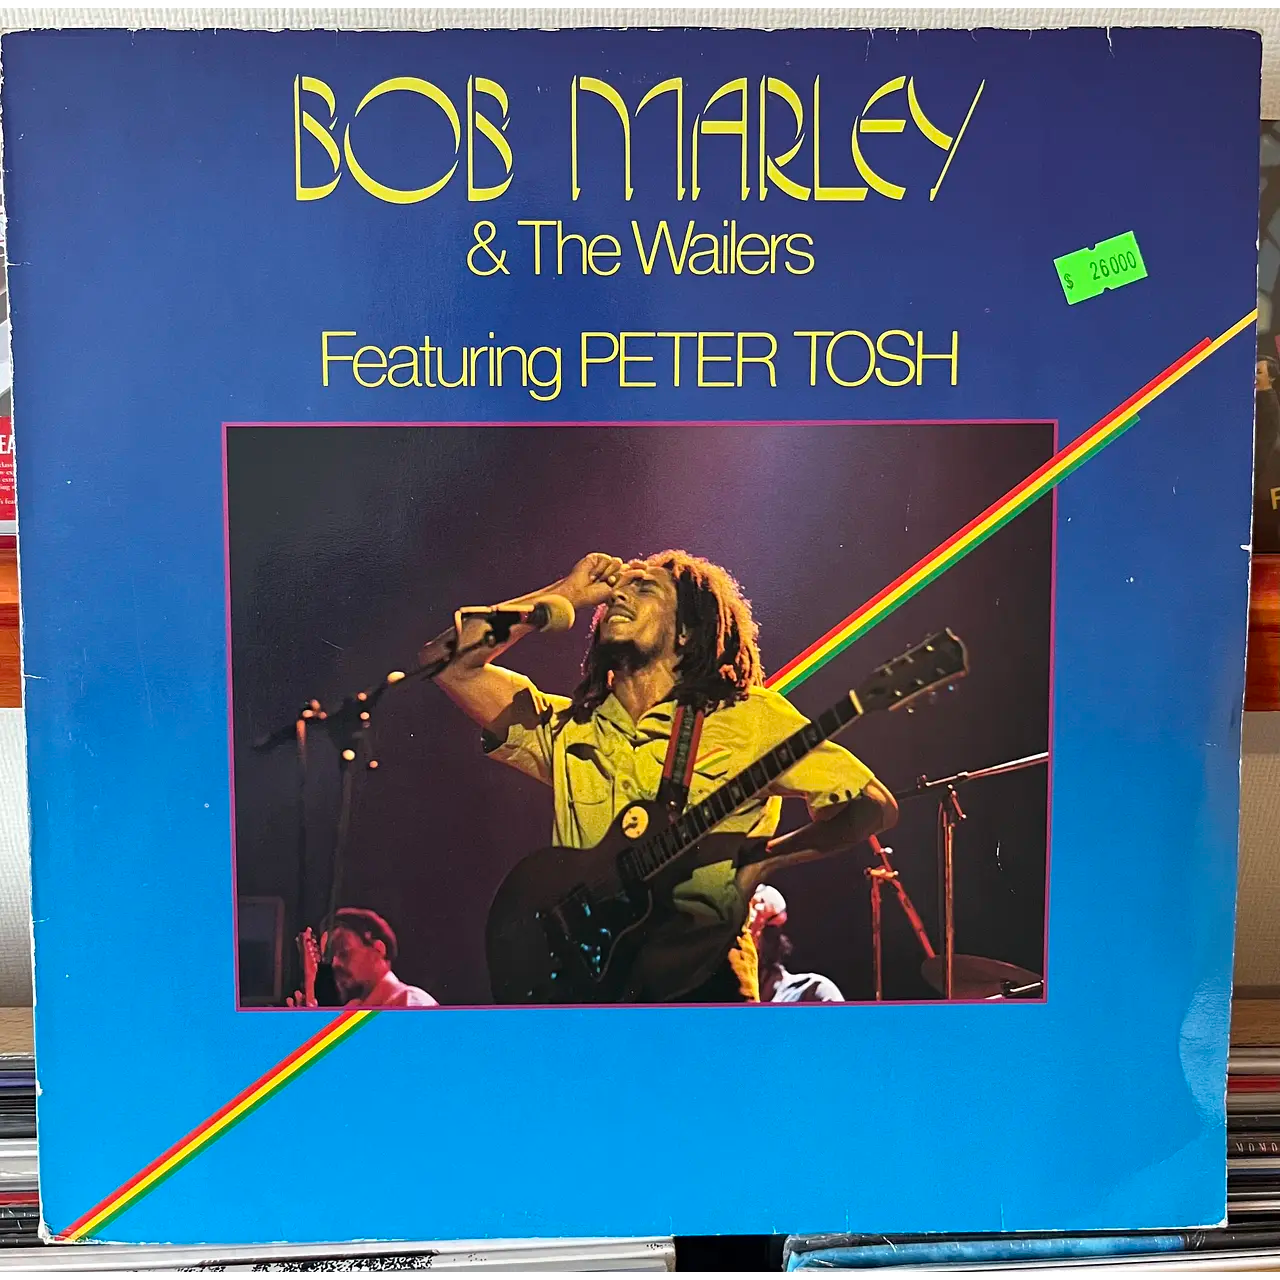 BOB MARLEY
& The Wailers
$ 26000
Featuring PETER TOSH